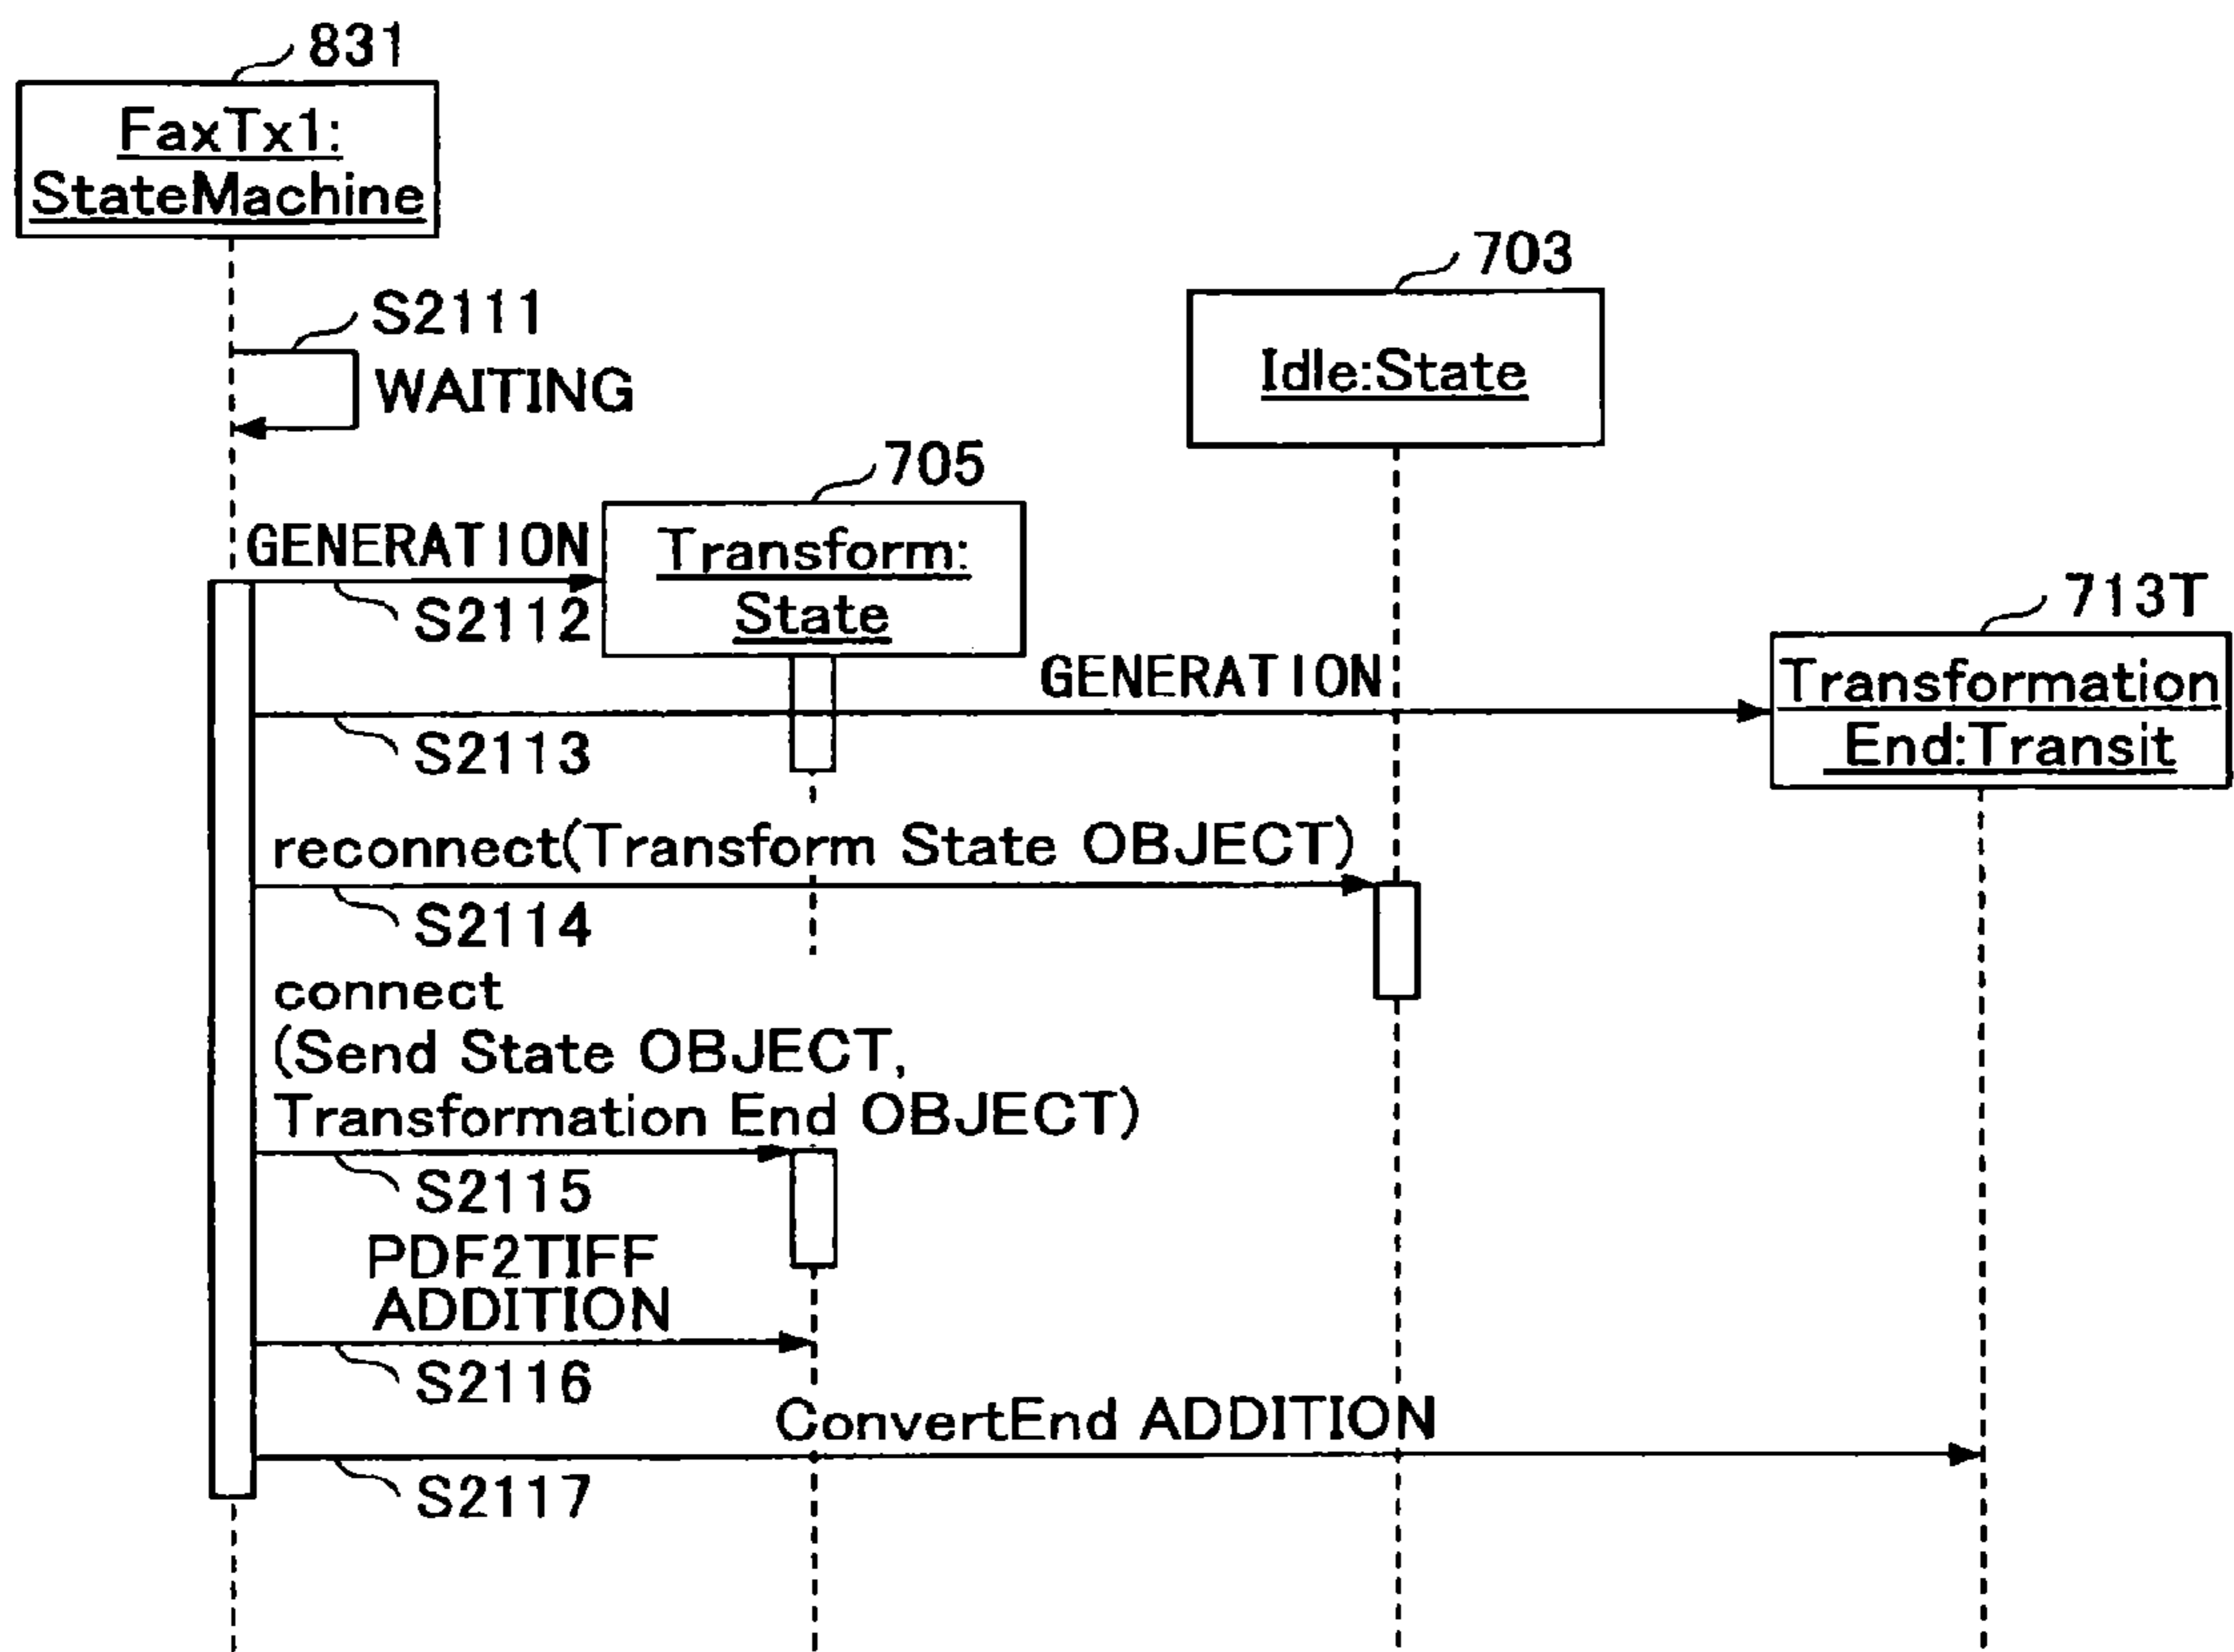 831
FaxTx1:
StateMachine
703
S2111
Idle:State
WAITING
705
GENERATION
Transform:
State
S2112
713T
GENERATION
Transformation
End:Transit
S2113
reconnect(Transform State OBJECT)
S2114
connect
(Send State OBJECT,
Transformation End OBJECT)
S2115
PDF2TIFF
ADDITION
S2116
ConvertEnd ADDITION
S2117